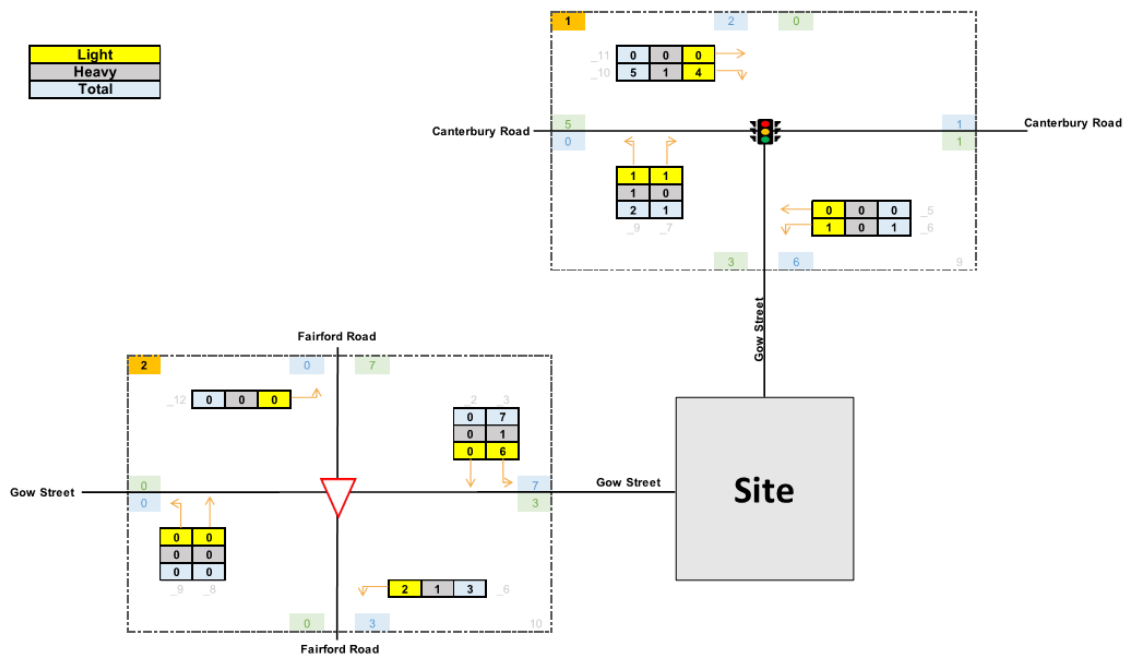 1 2 0
Light
Heavy
Total
_11 0 0 0
_10 5 1 4
Canterbury Road 5 1 Canterbury Road
0 1
1 1
1 0
2 1
_9 _7
0 0 0 _5
1 0 1 _6
3 6 9
Gow Street
Fairford Road
2 0 7
_12 0 0 0
_2 _3
0 7
0 1
0 6
Gow Street 0 7 Gow Street
0 3
Site
0 0
0 0
0 0
_9 _8
2 1 3 _6
0 3 10
Fairford Road